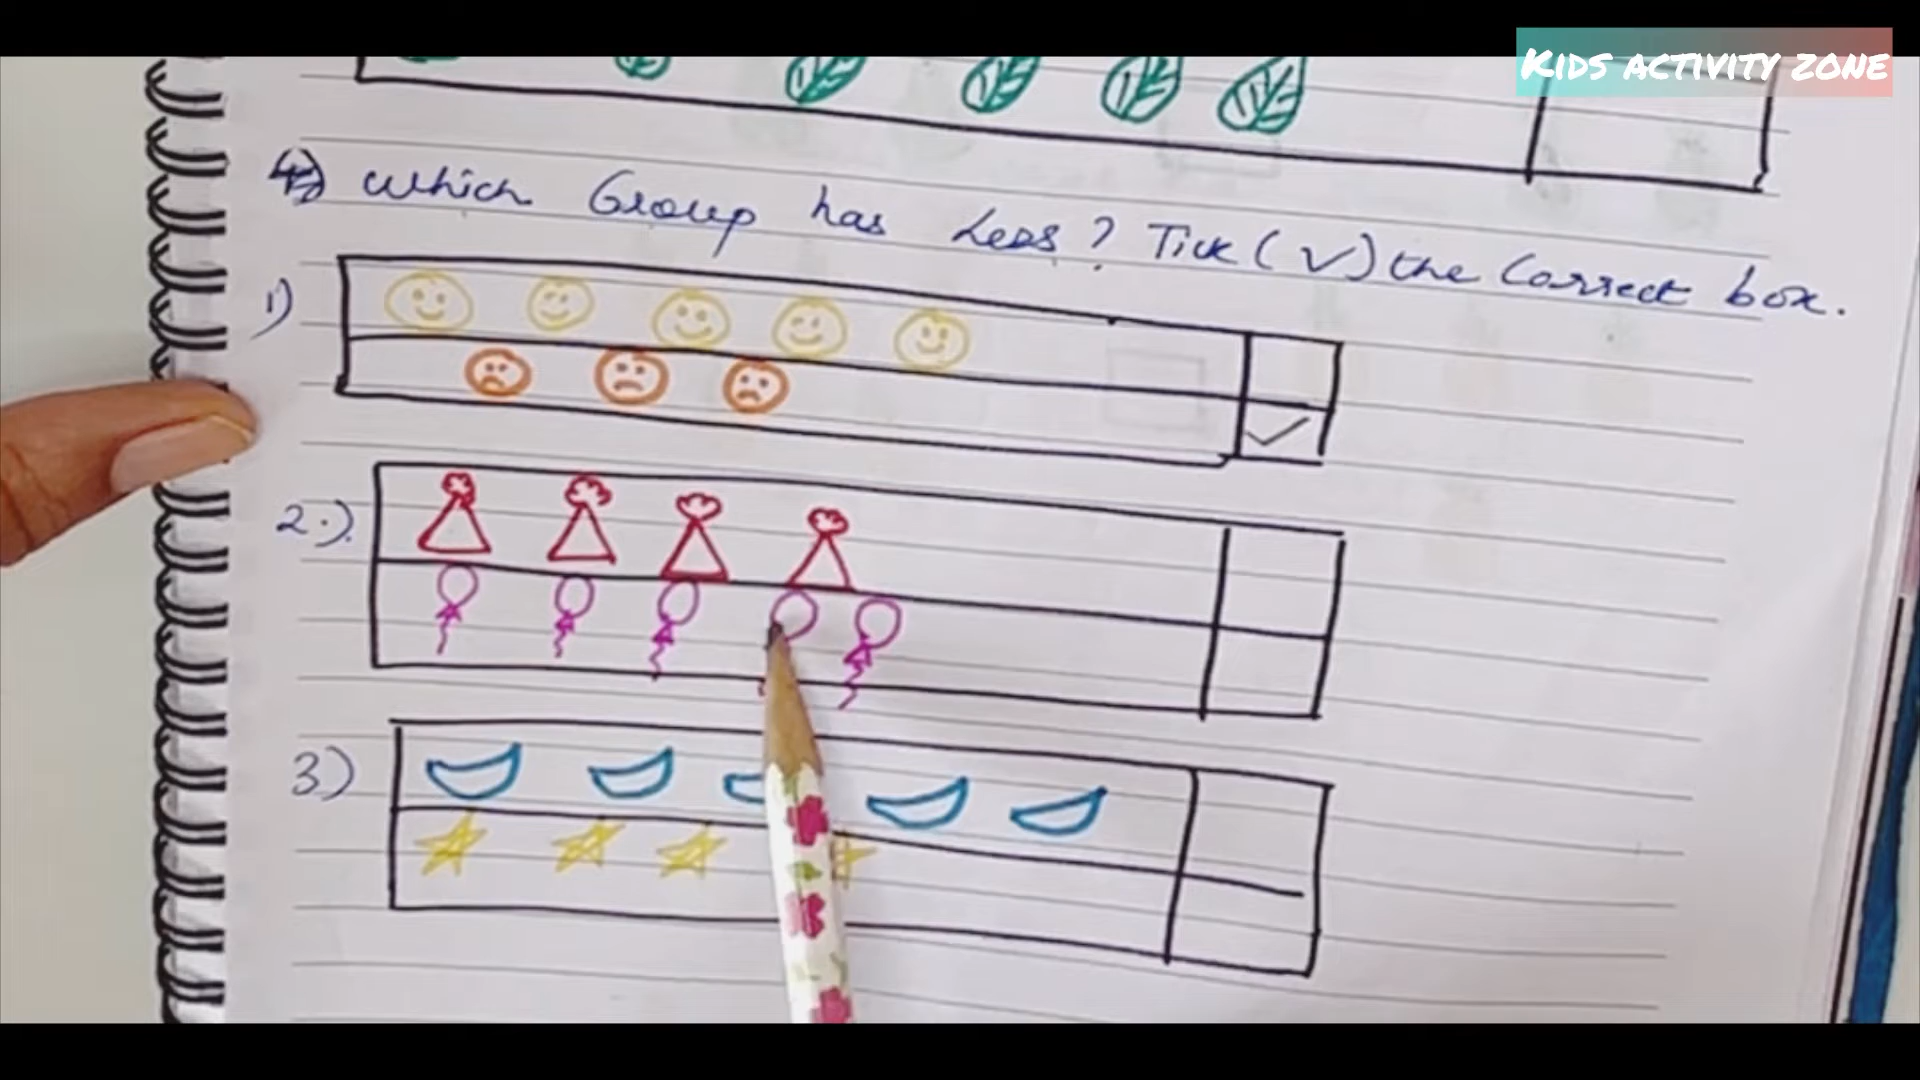 KIDS ACTIVITY ZONE
4) Which Group has Less? Tick (√) the Correct box.
1)
2.)
3)